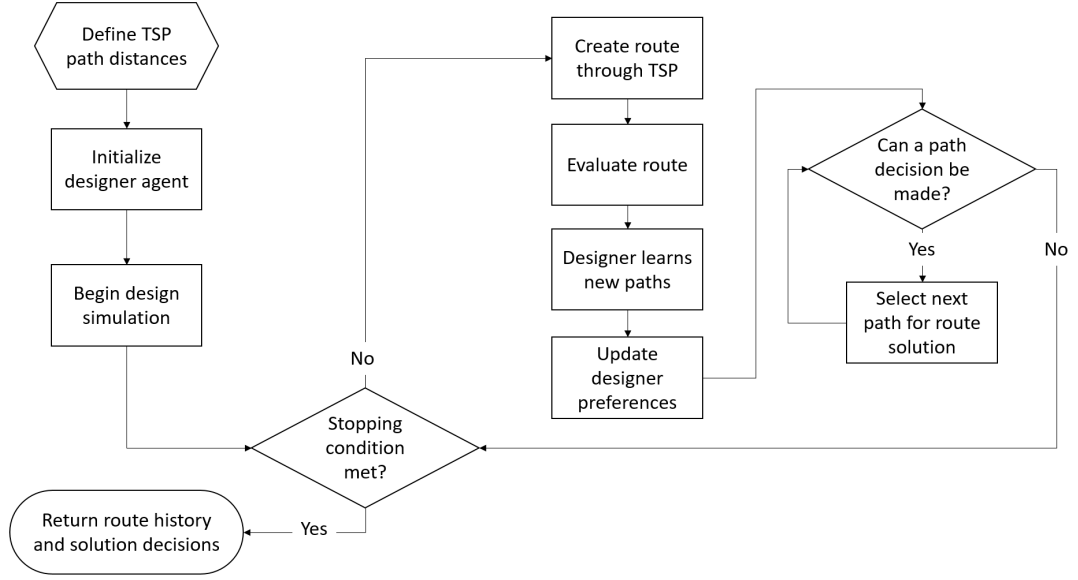 Define TSP
path distances
Initialize
designer agent
Begin design
simulation
Stopping
condition
met?
No
Yes
Return route history
and solution decisions
Create route
through TSP
Evaluate route
Designer learns
new paths
Update
designer
preferences
Can a path
decision be
made?
Yes
No
Select next
path for route
solution